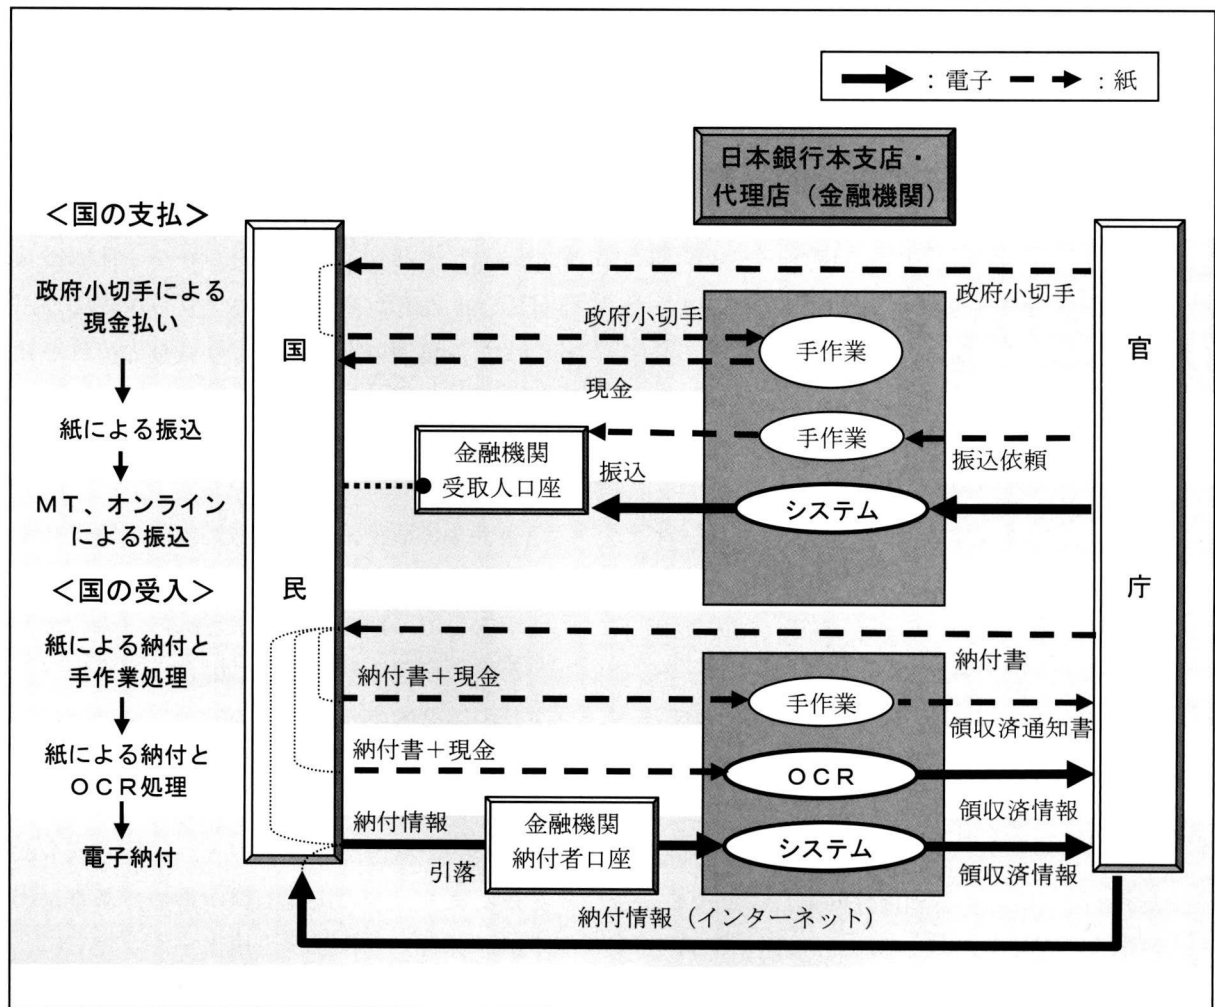 ：電子
：紙
日本銀行本支店・
代理店（金融機関）
＜国の支払＞
政府小切手による
現金払い
紙による振込
ＭＴ、オンライン
による振込
＜国の受入＞
紙による納付と
手作業処理
紙による納付と
ＯＣＲ処理
電子納付
国
民
官
庁
政府小切手
政府小切手
手作業
現金
手作業
振込依頼
金融機関
受取人口座
振込
システム
納付書
納付書＋現金
手作業
領収済通知書
納付書＋現金
ＯＣＲ
領収済情報
納付情報
引落
金融機関
納付者口座
システム
領収済情報
納付情報（インターネット）